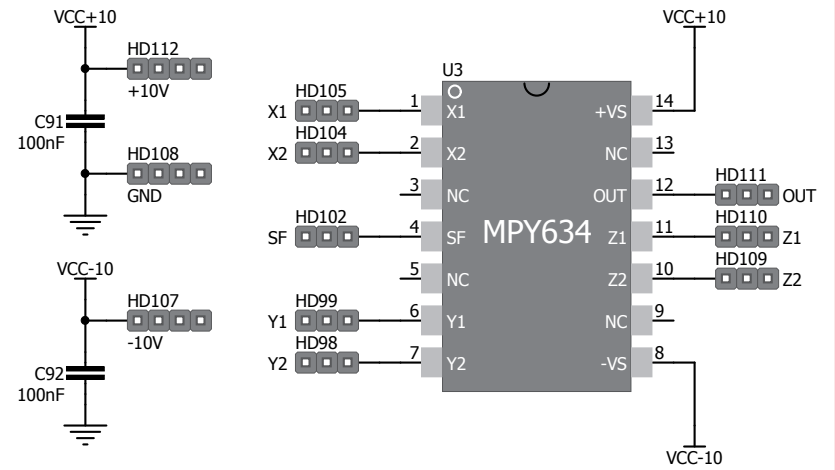 VCC+10
HD112
+10V
C91
100nF
HD108
GND
VCC-10
HD107
-10V
C92
100nF
U3
MPY634
X1 HD105 1 X1
X2 HD104 2 X2
3 NC
SF HD102 4 SF
5 NC
Y1 HD99 6 Y1
Y2 HD98 7 Y2
VCC+10
+VS 14
NC 13
OUT 12 HD111 OUT
Z1 11 HD110 Z1
Z2 10 HD109 Z2
NC 9
-VS 8
VCC-10